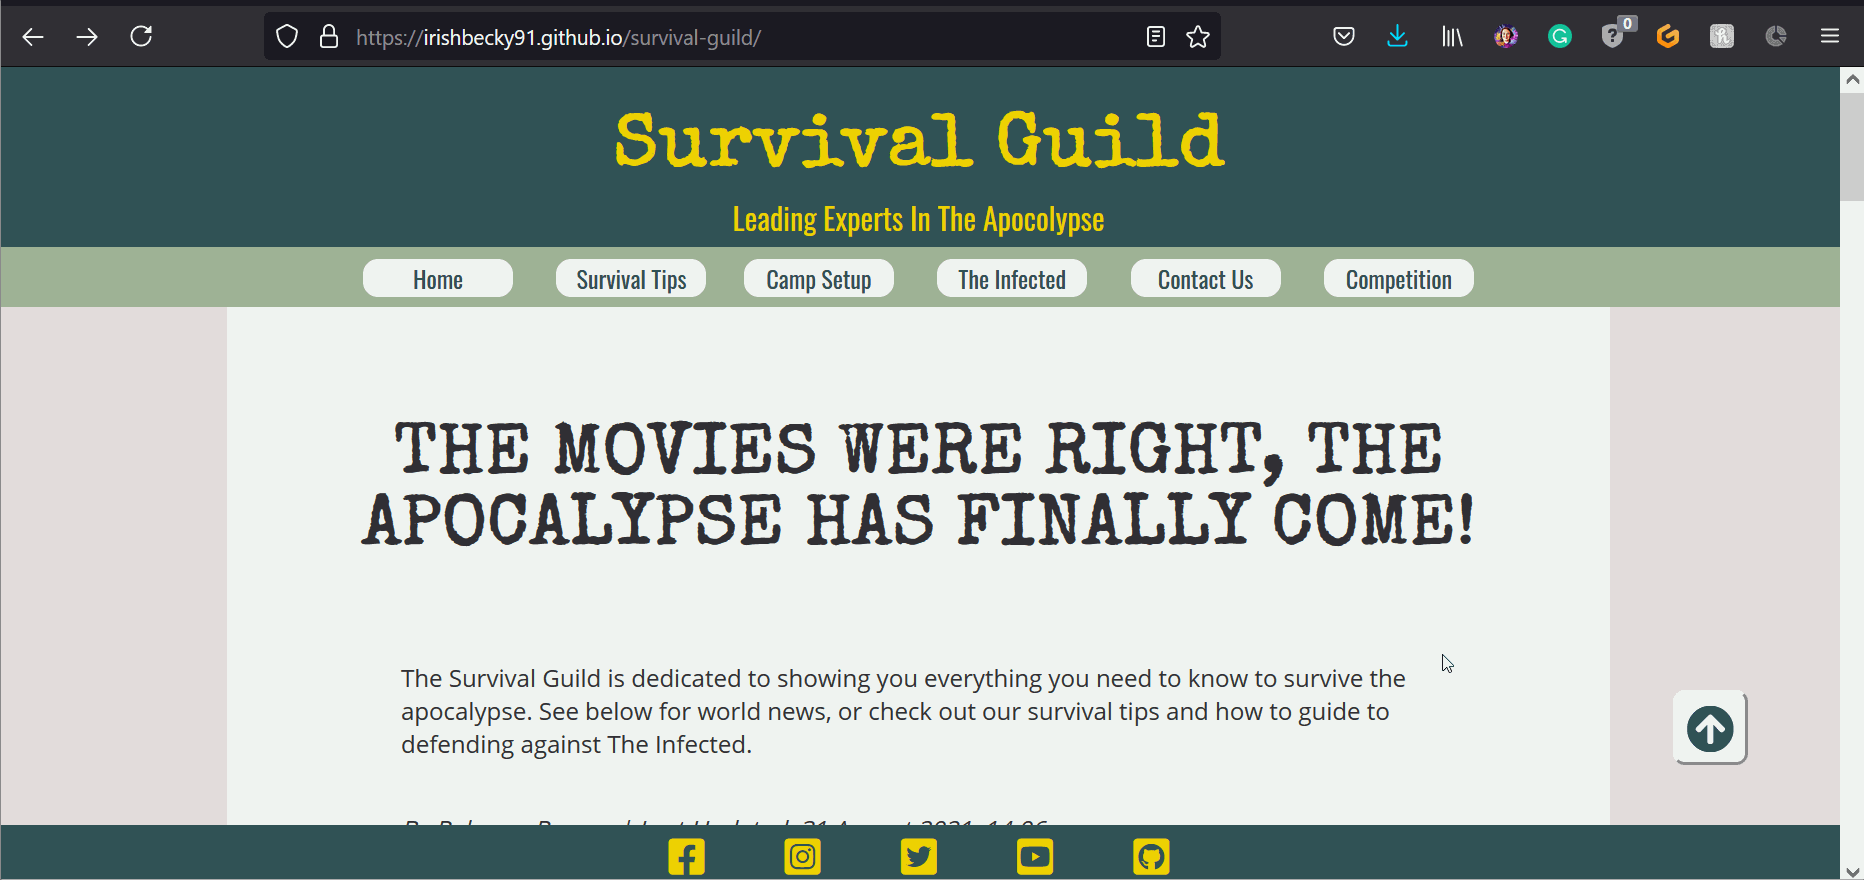 https://irishbecky91.github.io/survival-guild/
0
Survival Guild
Leading Experts In The Apocolypse
Home
Survival Tips
Camp Setup
The Infected
Contact Us
Competition
THE MOVIES WERE RIGHT, THE
APOCALYPSE HAS FINALLY COME!
The Survival Guild is dedicated to showing you everything you need to know to survive the
apocalypse. See below for world news, or check out our survival tips and how to guide to
defending against The Infected.